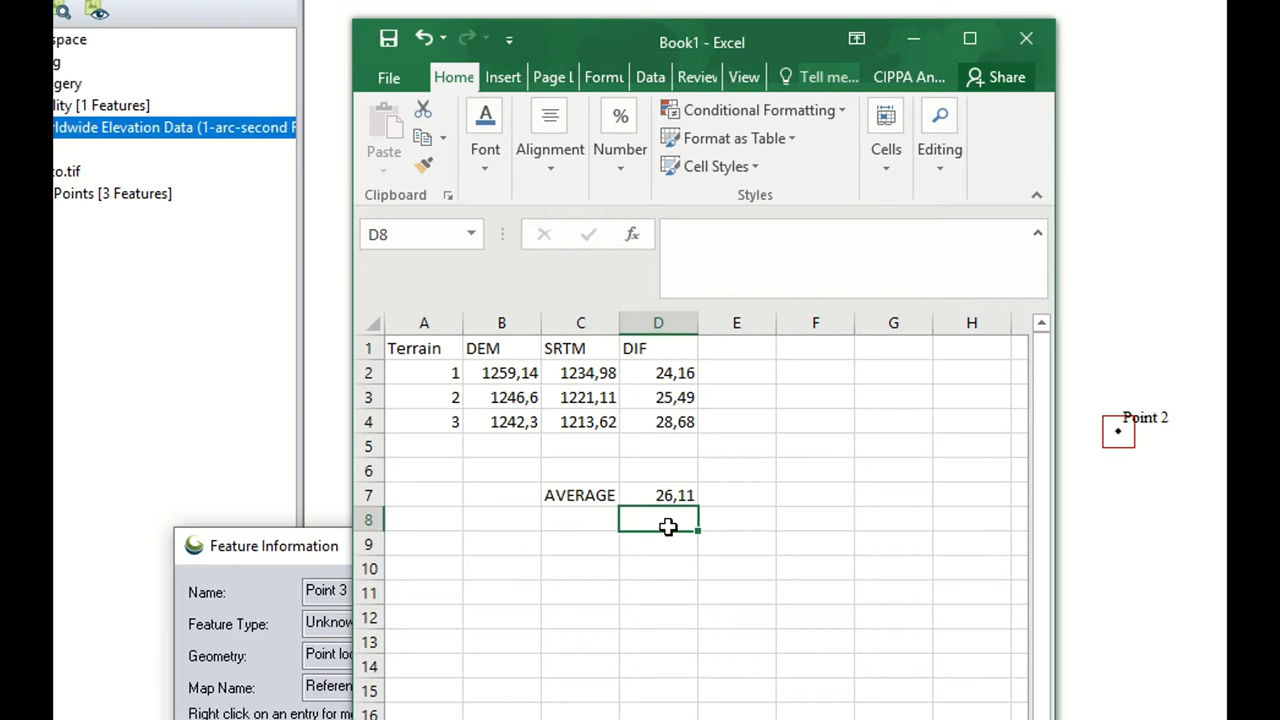 space
g
gery
lity [1 Features]
ldwide Elevation Data (1-arc-second R
o.tif
Points [3 Features]
Book1 - Excel
File Home Insert Page L Formu Data Review View Tell me... CIPPA An... Share
Paste
Clipboard
Font
Alignment
%
Number
Conditional Formatting
Format as Table
Cell Styles
Styles
Cells
Editing
D8
fx
A B C D E F G H
1 Terrain DEM SRTM DIF
2 1 1259,14 1234,98 24,16
3 2 1246,6 1221,11 25,49
4 3 1242,3 1213,62 28,68
5
6
7 AVERAGE 26,11
8
9
10
11
12
13
14
15
16
Point 2
Feature Information
Name: Point 3
Feature Type: Unknow
Geometry: Point loc
Map Name: Referen
Right click on an entry for m